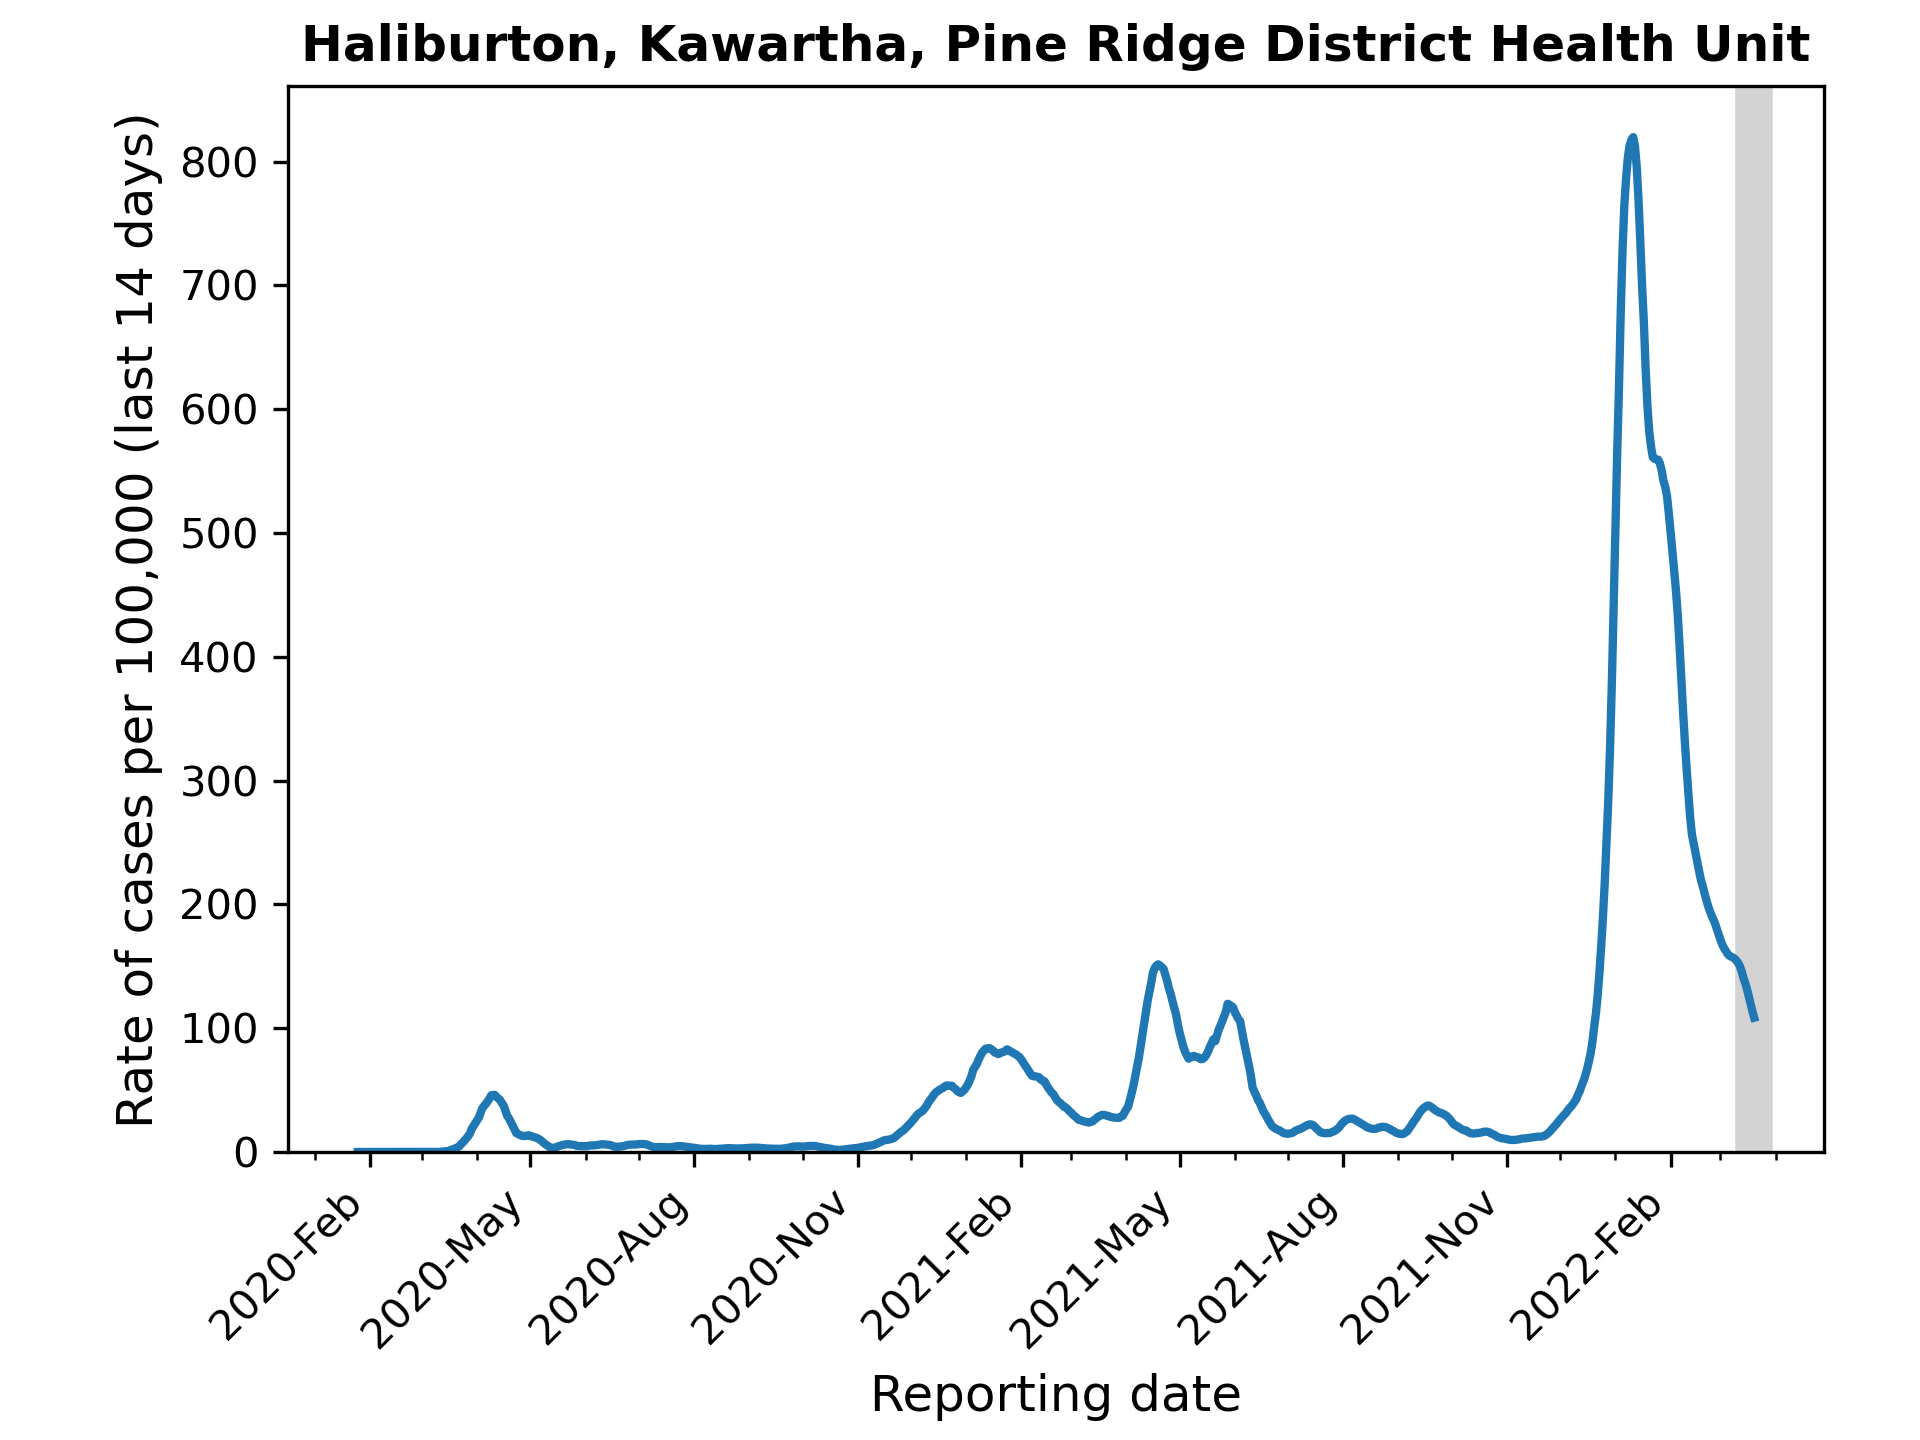 Haliburton, Kawartha, Pine Ridge District Health Unit
Rate of cases per 100,000 (last 14 days)
800
700
600
500
400
300
200
100
0
2020-Feb
2020-May
2020-Aug
2020-Nov
2021-Feb
2021-May
2021-Aug
2021-Nov
2022-Feb
Reporting date